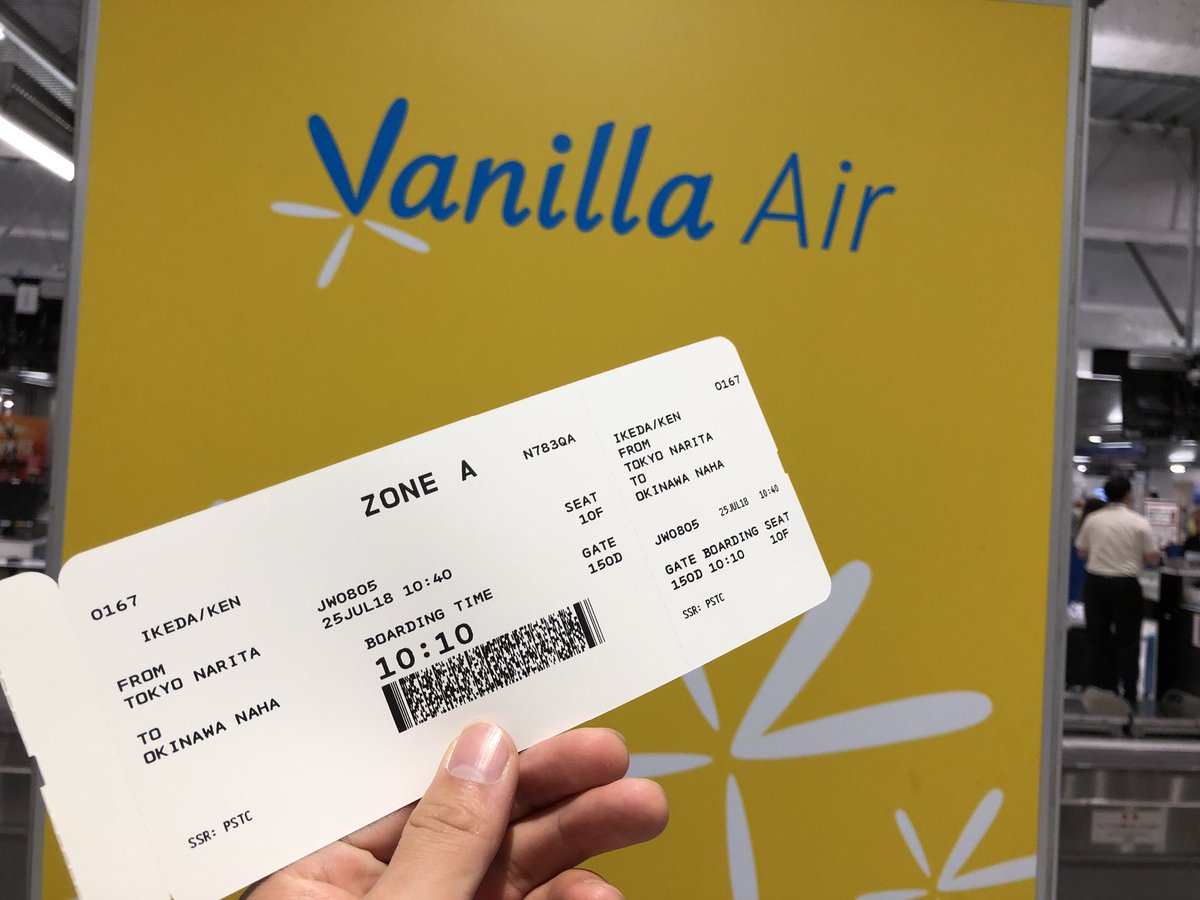 Vanilla Air
ZONE A
N783QA
0167
IKEDA/KEN
FROM
TOKYO NARITA
TO
OKINAWA NAHA
SSR: PSTC
JW0805
25JUL18 10:40
BOARDING TIME
10:10
SEAT
10F
GATE
150D
0167
IKEDA/KEN
FROM
TOKYO NARITA
TO
OKINAWA NAHA
JW0805 25JUL18 10:40
GATE BOARDING SEAT
150D 10:10 10F
SSR: PSTC